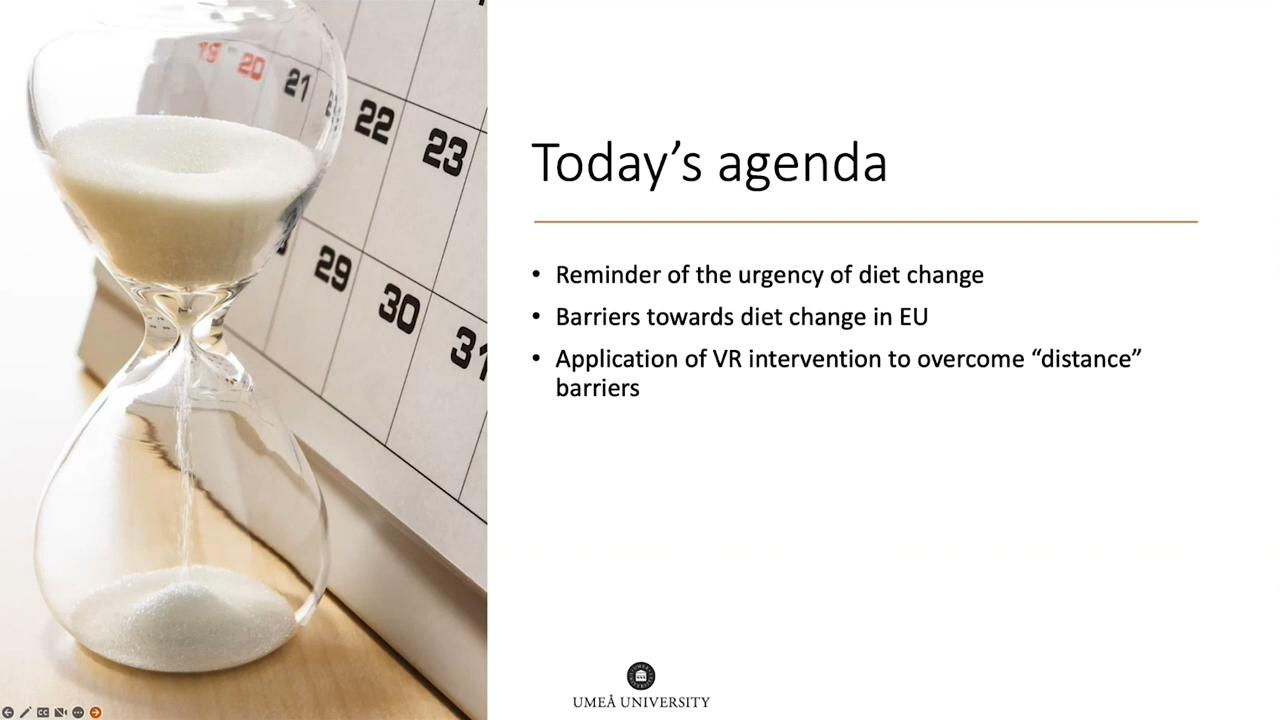 19
20
21
22
23
29
30
31
Today’s agenda
• Reminder of the urgency of diet change
• Barriers towards diet change in EU
• Application of VR intervention to overcome “distance”
barriers
UMEÅ UNIVERSITY